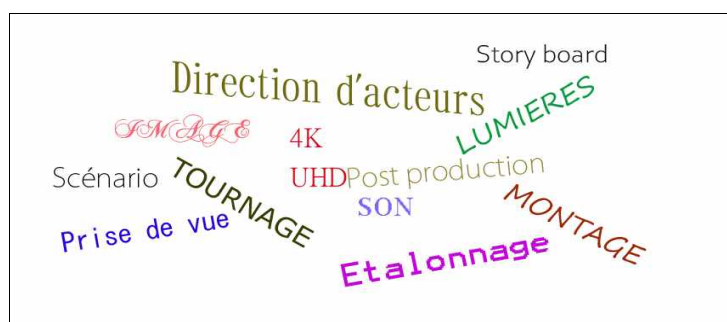 Story board
Direction d'acteurs
LUMIERES
IMAGE
4K
UHD
Post production
Scénario
TOURNAGE
SON
MONTAGE
Prise de vue
Etalonnage